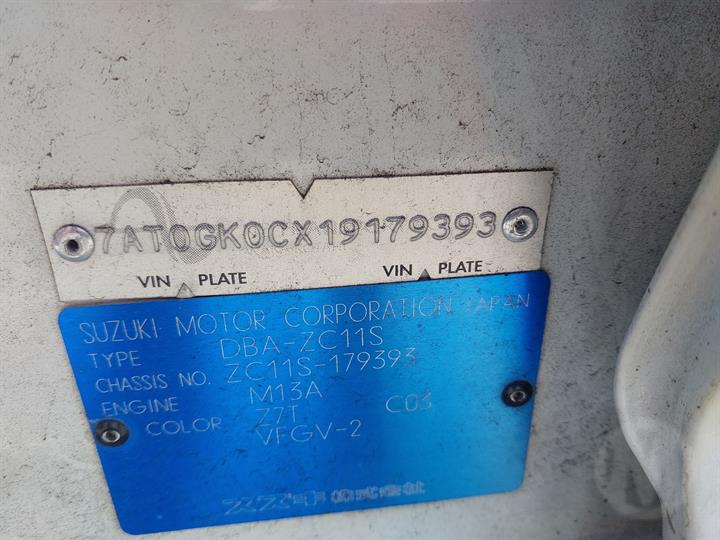 7AT0GK0CX19179393
VIN PLATE VIN PLATE
SUZUKI MOTOR CORPORATION JAPAN
TYPE DBA-ZC11S
CHASSIS NO. ZC11S-179393
ENGINE M13A
COLOR Z7T C03
VFGV-2